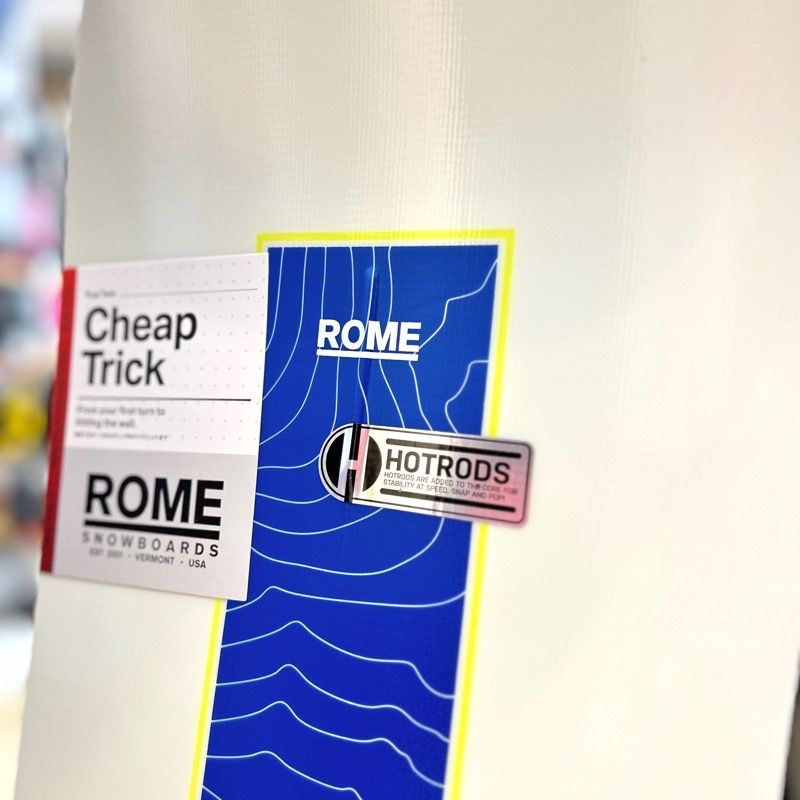 Cheap
Trick
From your first turn to
hitting the wall.
ROME
SNOWBOARDS
EST 2001 • VERMONT • USA
ROME
H HOTRODS
HOTRODS ARE ADDED TO THE CORE FOR
STABILITY AT SPEED, SNAP AND POP!